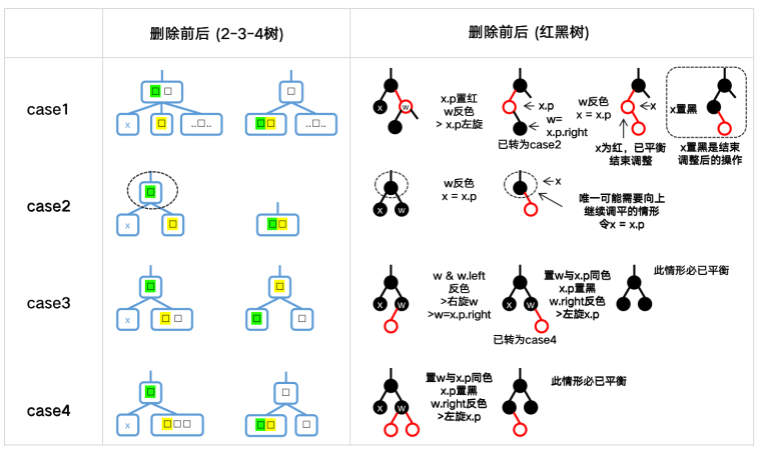 删除前后 (2-3-4树)
删除前后 (红黑树)
case1
x
..□..
..□..
x
w
x.p置红
w反色
> x.p左旋
x.p
w=
x.p.right
已转为case2
w反色
x = x.p
x
x为红，已平衡
结束调整
x置黑
x置黑是结束
调整后的操作
case2
x
x
w
w反色
x = x.p
x
唯一可能需要向上
继续调平的情形
令x = x.p
case3
x
x
w
w & w.left
反色
>右旋w
>w=x.p.right
x
w
已转为case4
置w与x.p同色
x.p置黑
w.right反色
>左旋x.p
此情形必已平衡
case4
x
x
w
置w与x.p同色
x.p置黑
w.right反色
>左旋x.p
此情形必已平衡